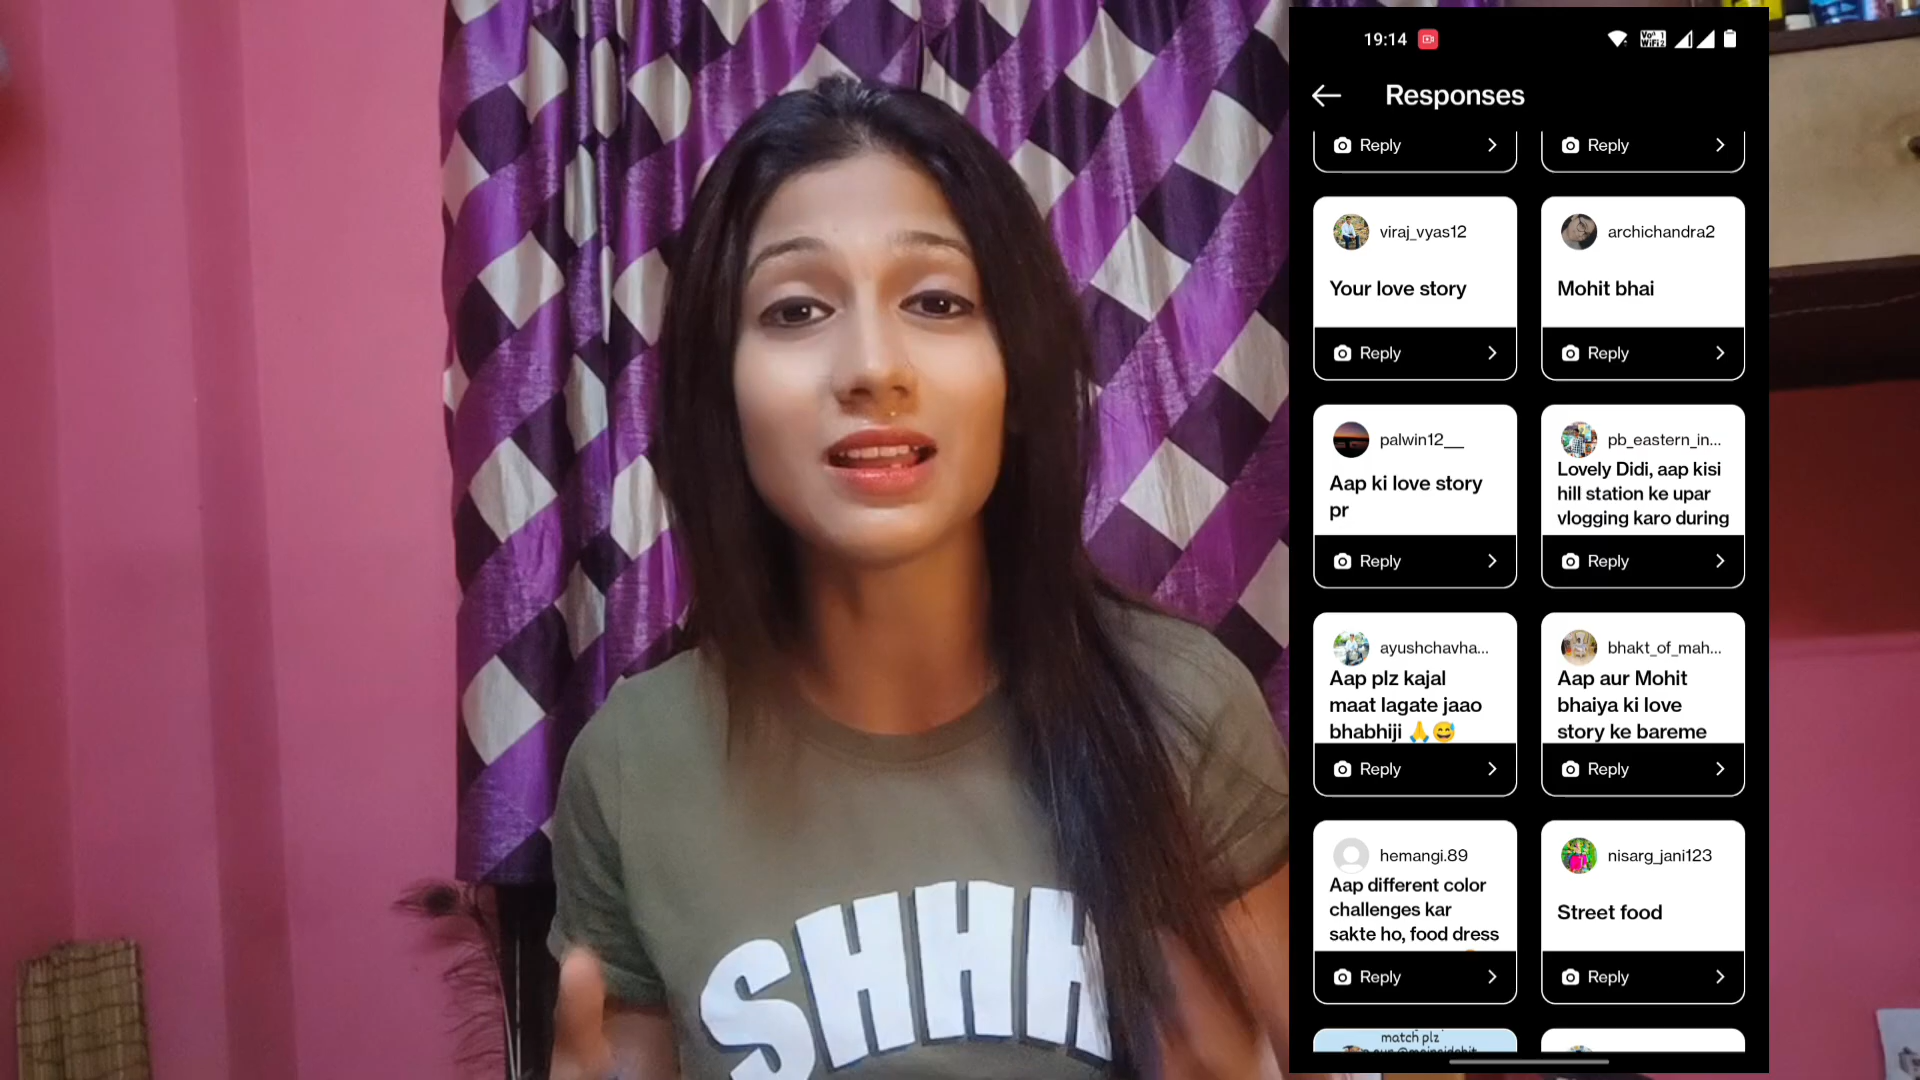 19:14
Vo 1
WiFi2
Responses
Reply
Reply
viraj_vyas12
Your love story
Reply
archichandra2
Mohit bhai
Reply
palwin12__
Aap ki love story
pr
Reply
pb_eastern_in...
Lovely Didi, aap kisi
hill station ke upar
vlogging karo during
Reply
ayushchavha...
Aap plz kajal
maat lagate jaao
bhabhiji 🙏😅
Reply
bhakt_of_mah...
Aap aur Mohit
bhaiya ki love
story ke bareme
Reply
hemangi.89
Aap different color
challenges kar
sakte ho, food dress
Reply
nisarg_jani123
Street food
Reply
match plz
SHHH